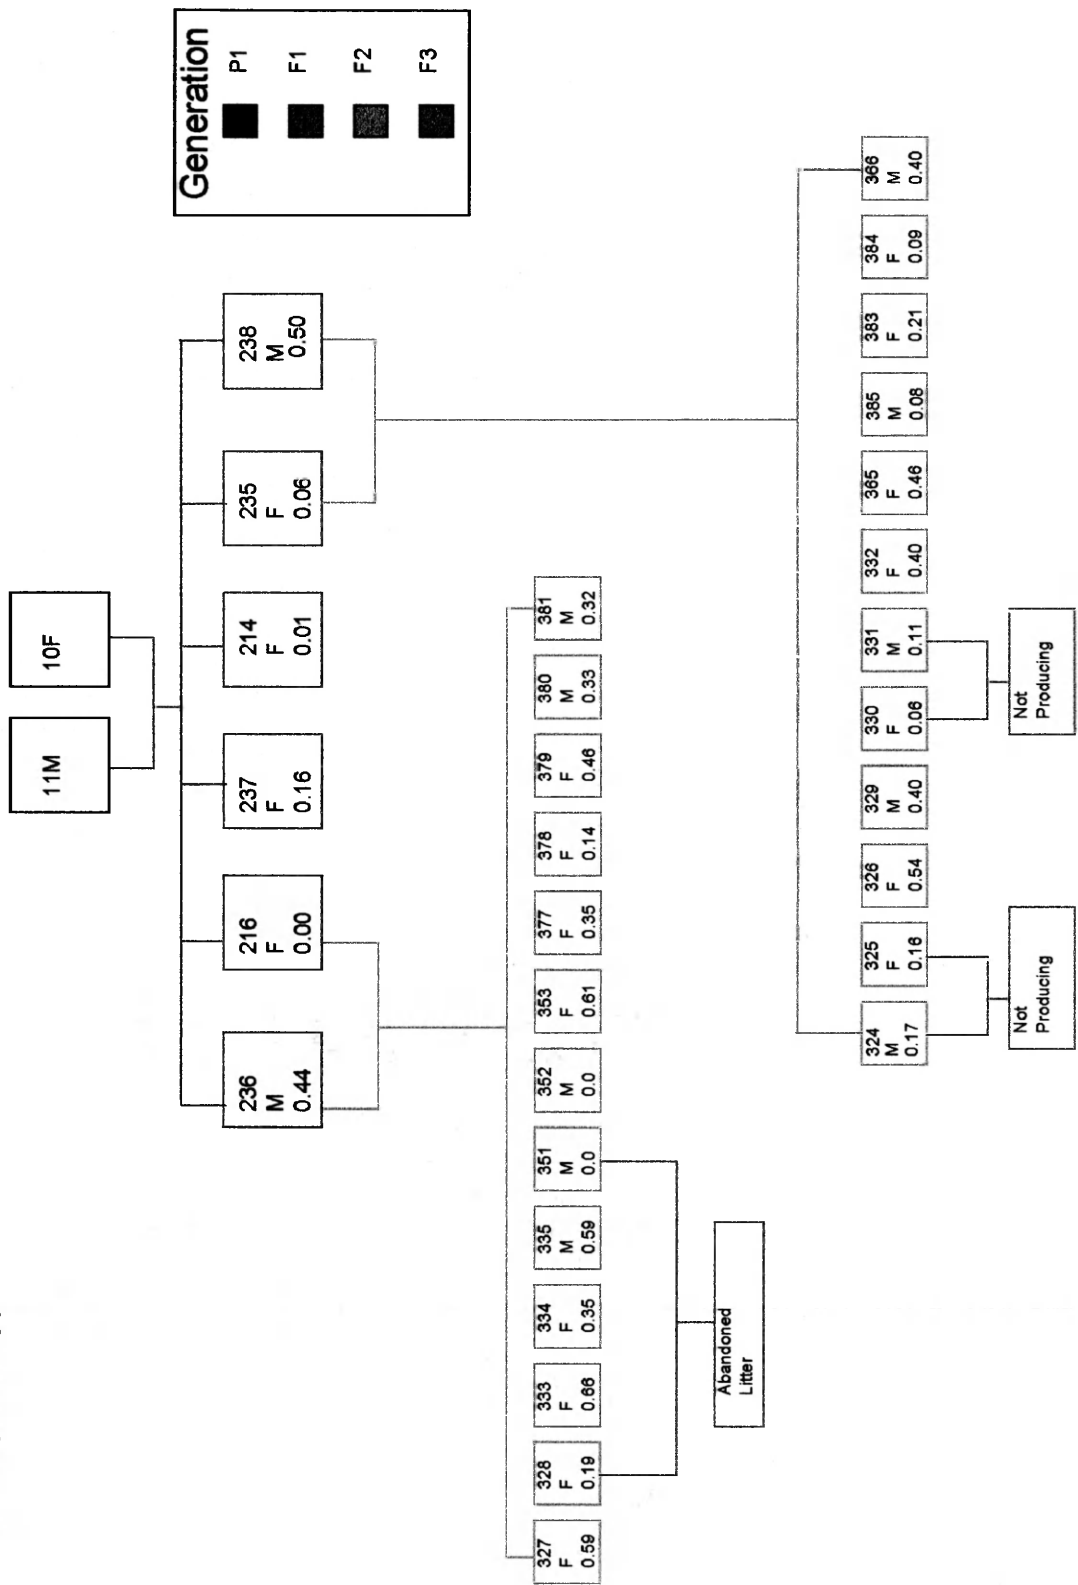 11M
10F
236
M
0.44
216
F
0.00
237
F
0.16
214
F
0.01
235
F
0.06
238
M
0.50
Generation
P1
F1
F2
F3
327
F
0.59
328
F
0.19
333
F
0.66
334
F
0.35
335
M
0.59
351
M
0.0
352
M
0.0
353
F
0.61
377
F
0.35
378
F
0.14
379
F
0.46
380
M
0.33
381
M
0.32
Abandoned
Litter
324
M
0.17
325
F
0.16
326
F
0.54
329
M
0.40
330
F
0.06
331
M
0.11
332
F
0.40
365
F
0.46
385
M
0.08
383
F
0.21
384
F
0.09
366
M
0.40
Not
Producing
Not
Producing